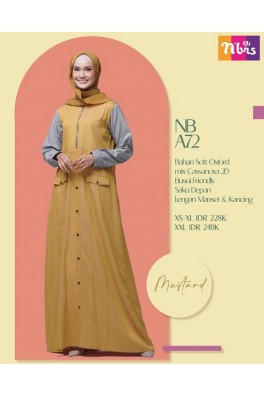 Nbrs
NB
A72
Bahan Soft Oxford
mix Cassanova 2D
Busui Friendly
Saku Depan
Lengan Manset & Kancing
XS-XL IDR 228K
XXL IDR 240K
Mustard